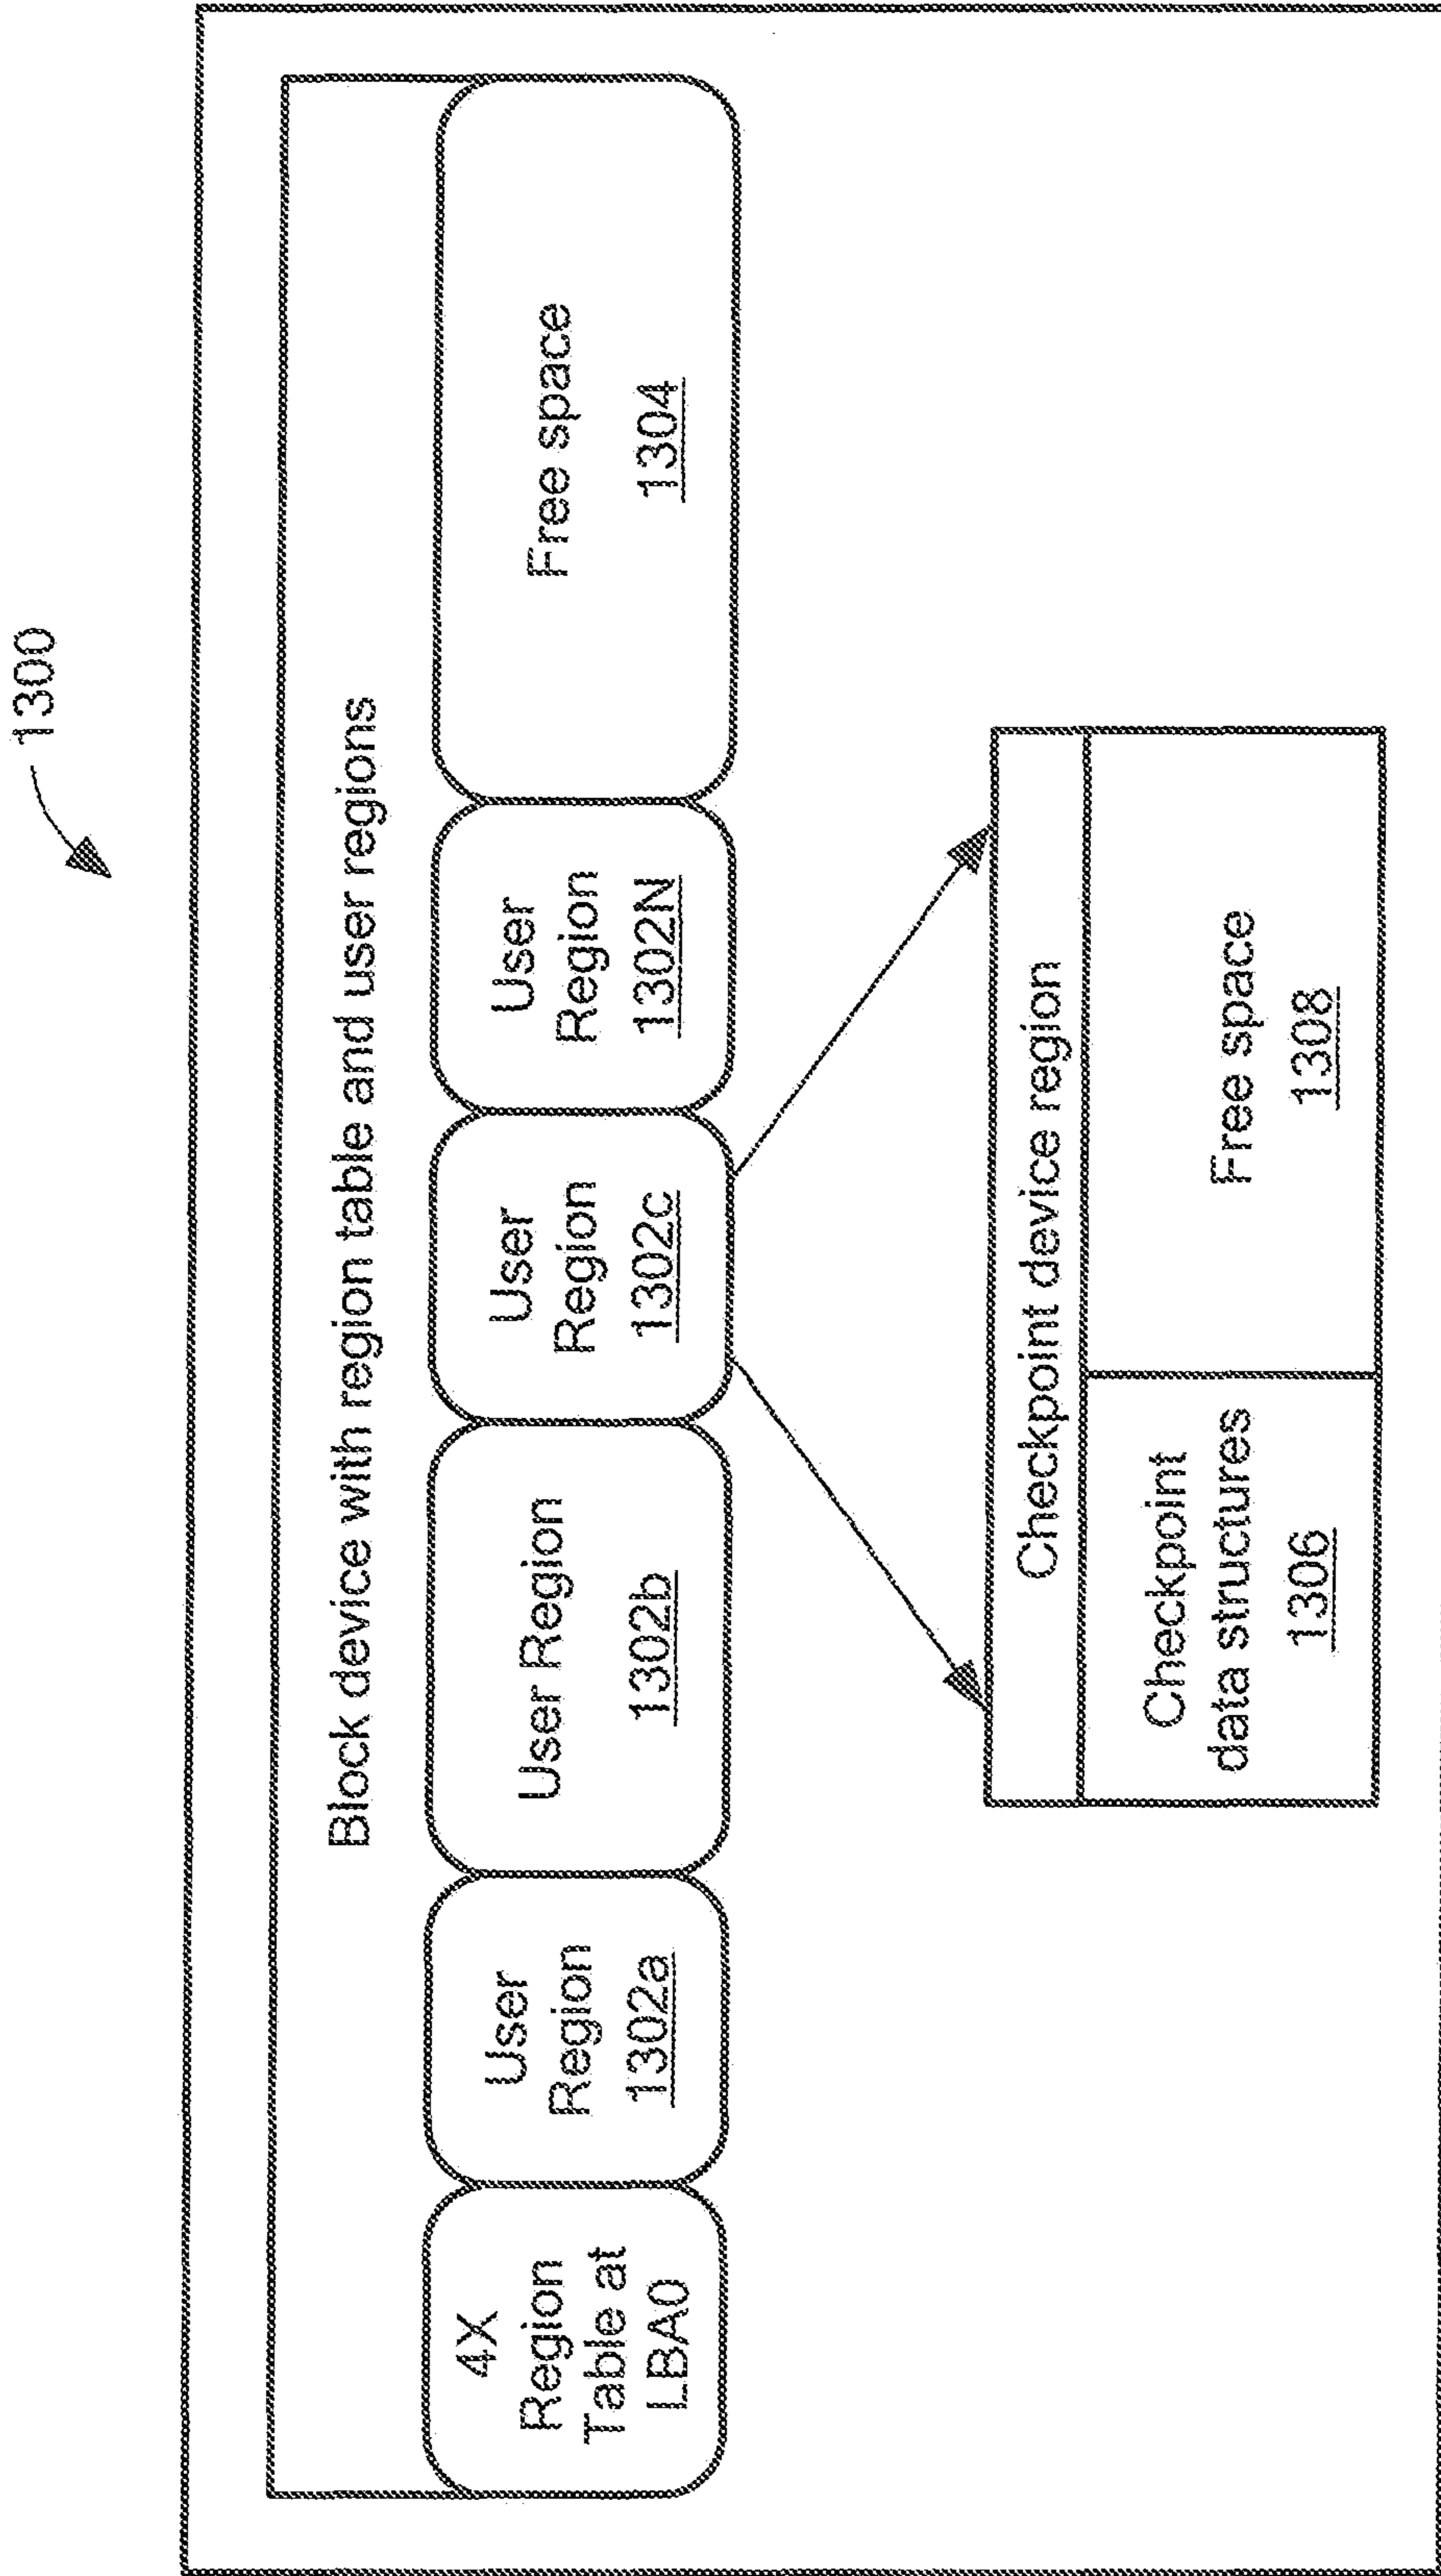 1300
Block device with region table and user regions
4X
Region
Table at
LBA0
User
Region
1302a
User Region
1302b
User
Region
1302c
User
Region
1302N
Free space
1304
Checkpoint device region
Checkpoint
data structures
1306
Free space
1308